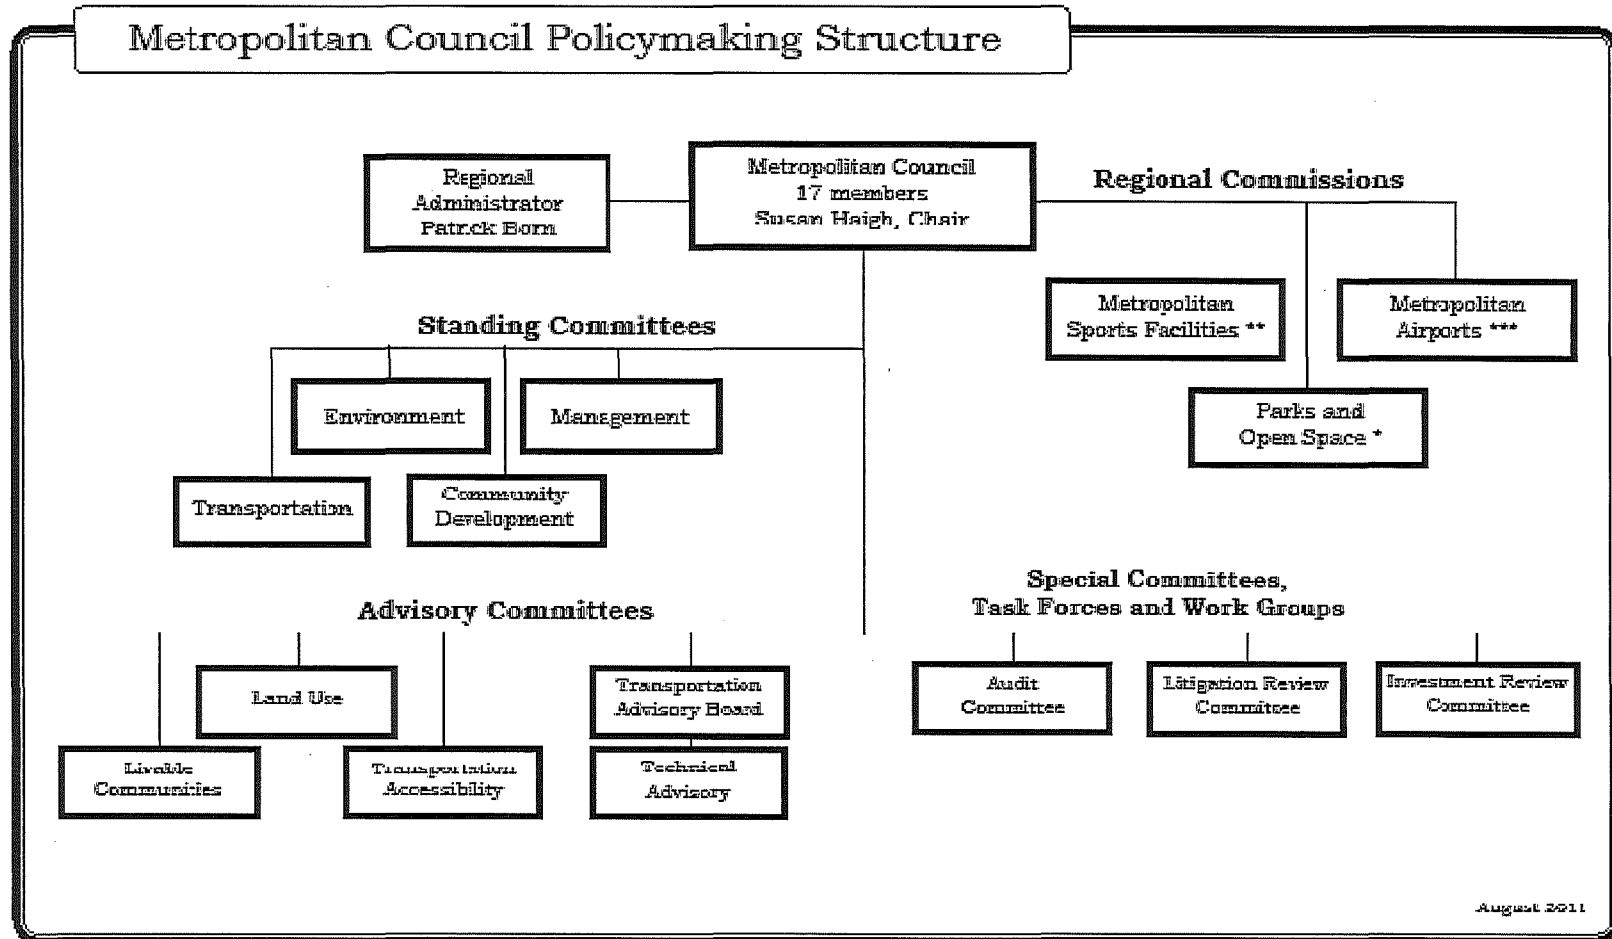 Metropolitan Council Policymaking Structure
Regional
Administrator
Patrick Born
Metropolitan Council
17 members
Susan Haigh, Chair
Regional Commissions
Metropolitan
Sports Facilities **
Metropolitan
Airports ***
Parks and
Open Space *
Standing Committees
Environment
Management
Transportation
Community
Development
Advisory Committees
Special Committees,
Task Forces and Work Groups
Land Use
Transportation
Advisory Board
Livable
Communities
Transportation
Accessibility
Technical
Advisory
Audit
Committee
Litigation Review
Committee
Investment Review
Committee
August 2011